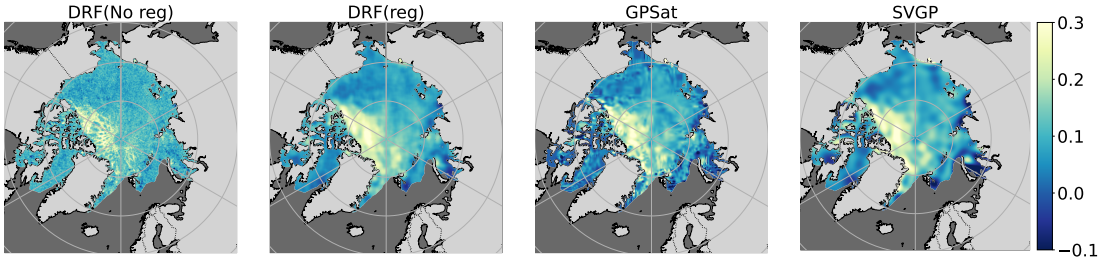 DRF(No reg)
DRF(reg)
GPSat
SVGP
0.3
0.2
0.1
0.0
−0.1